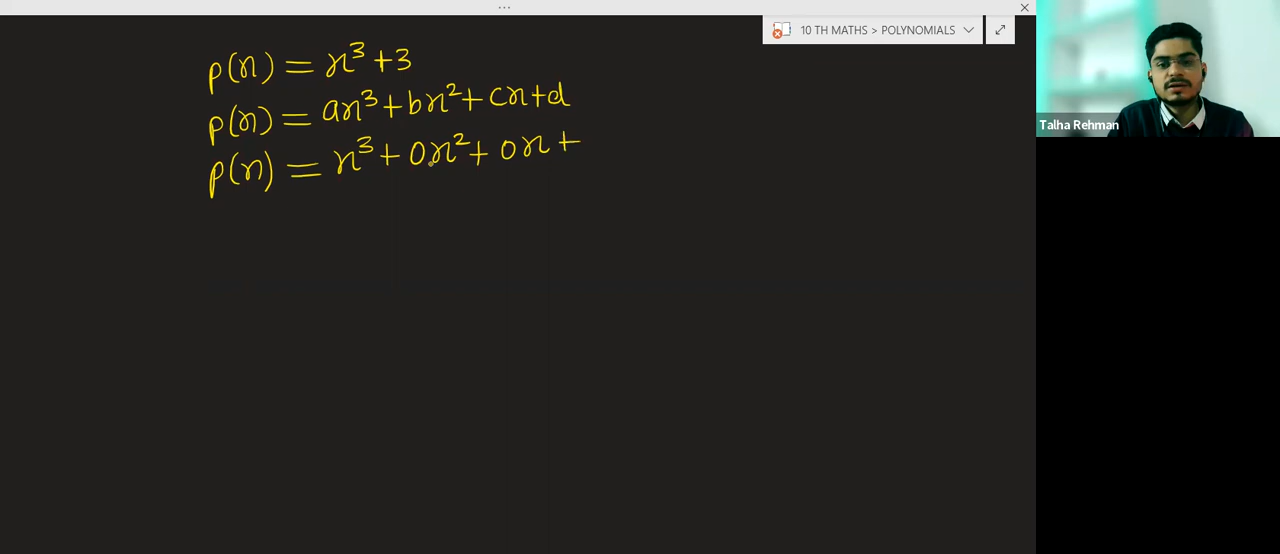 10 TH MATHS > POLYNOMIALS
p(x) = x³ + 3
p(x) = ax³ + bx² + cx + d
p(x) = x³ + 0x² + 0x +
Talha Rehman